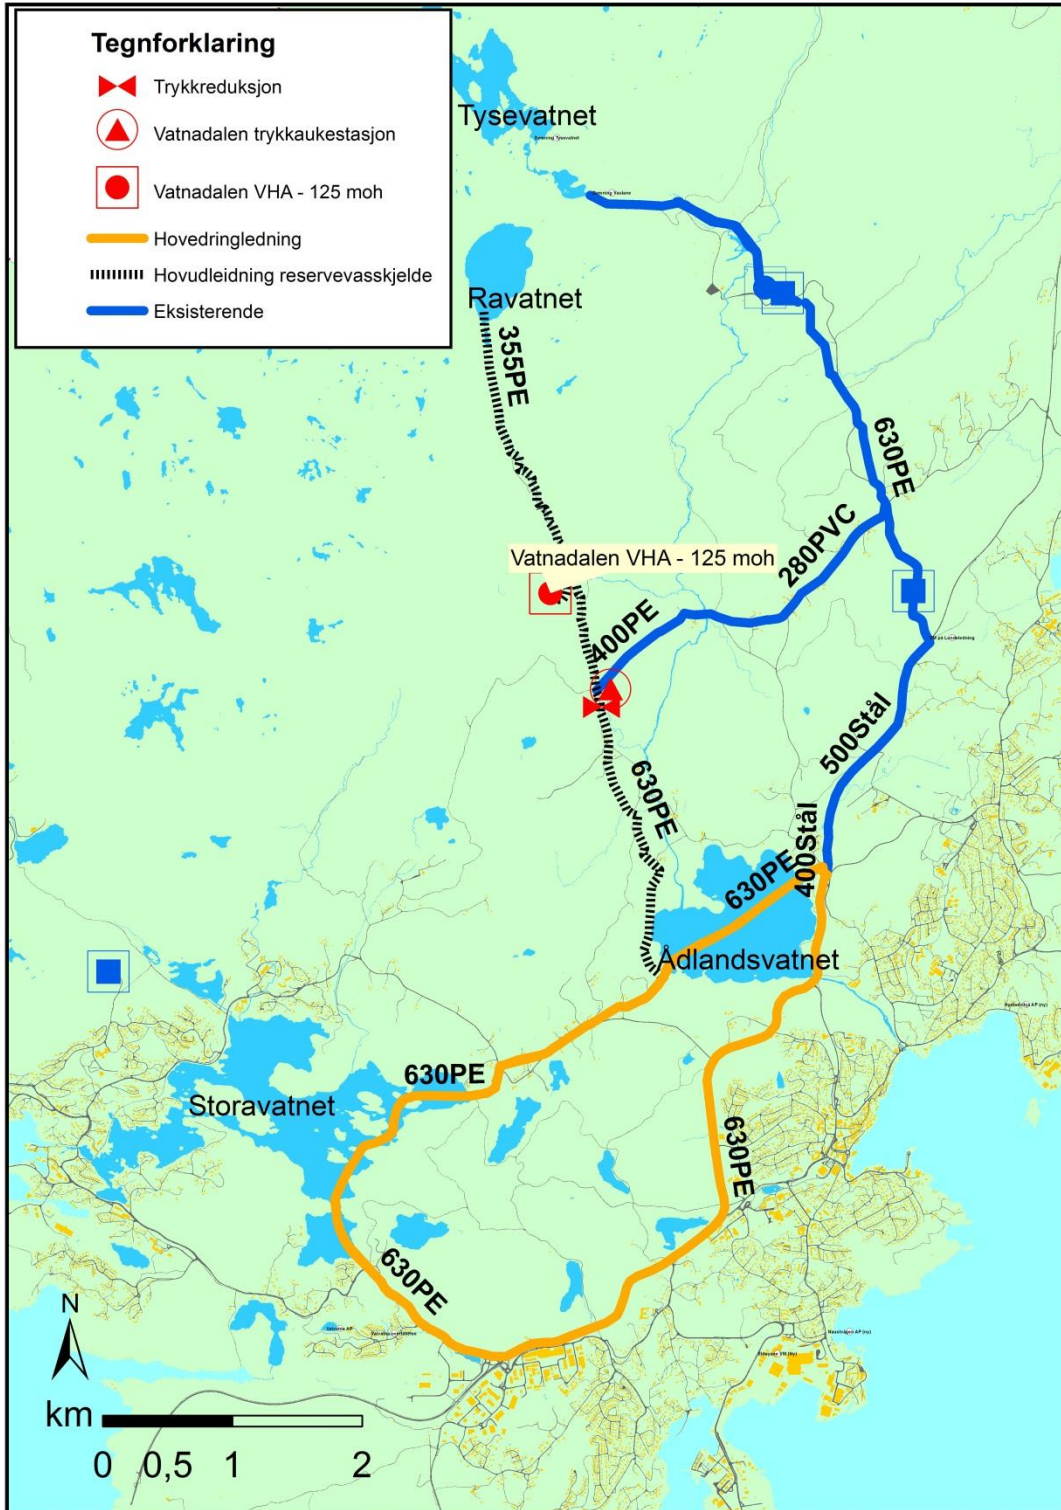 Tegnforklaring
Trykkreduksjon
Vatnadalen trykkaukestasjon
Vatnadalen VHA - 125 moh
Hovedringledning
Hovudleidning reservevasskjelde
Eksisterende
Tysevatnet
Ravatnet
355PE
630PE
Vatnadalen VHA - 125 moh
280PVC
400PE
500Stål
630PE
400Stål
630PE
Ådlandsvatnet
630PE
Storavatnet
630PE
630PE
N
km
0 0,5 1 2